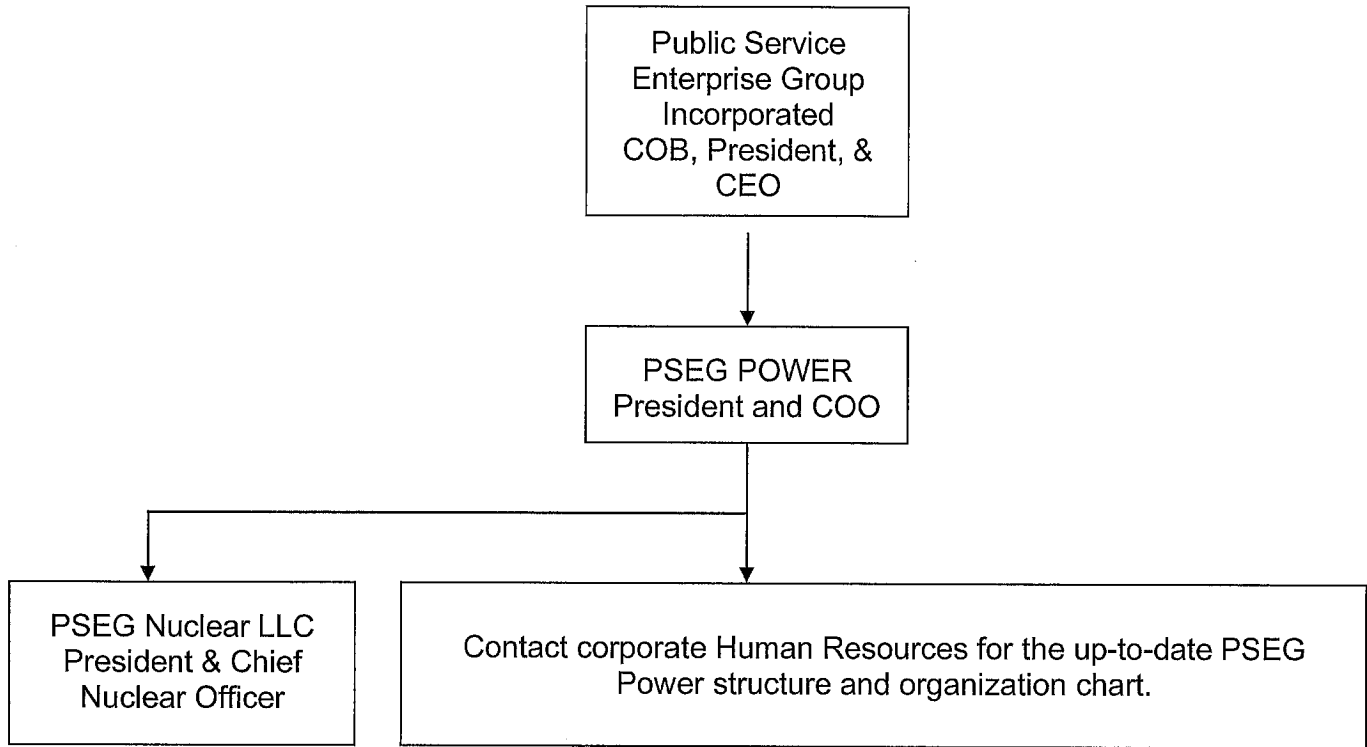 Public Service
Enterprise Group
Incorporated
COB, President, &
CEO
PSEG POWER
President and COO
PSEG Nuclear LLC
President & Chief
Nuclear Officer
Contact corporate Human Resources for the up-to-date PSEG
Power structure and organization chart.